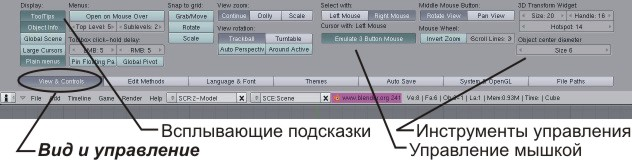 Display: Menus: Snap to grid: View zoom: Select with: Middle Mouse Button: 3D Transform Widget:
ToolTips Open on Mouse Over Grab/Move Continue Dolly Scale Left Mouse Right Mouse Rotate View Pan View Size: 20 Handle: 16
Object Info Top Level: 5 Sublevels: 2 Rotate View rotation: Cursor with: Left Mouse Mouse Wheel: Hotspot: 14
Global Scene Toolbox click-hold delay: Scale Trackball Turntable Emulate 3 Button Mouse Invert Zoom Scroll Lines: 3 Object center diameter:
Large Cursors LMB: 5 RMB: 5 Auto Perspective Around Active Size 6
Plain menus Pin Floating Pa Global Pivot
View & Controls Edit Methods Language & Font Themes Auto Save System & OpenGL File Paths
File Add Timeline Game Render Help SCR:2-Model SCE:Scene www.blender.org 241 Ve:8 | Fa:6 | Ob:3-1 | La:1 | Mem:0.93M | Time: | Cube
Всплывающие подсказки Инструменты управления
Вид и управление Управление мышкой